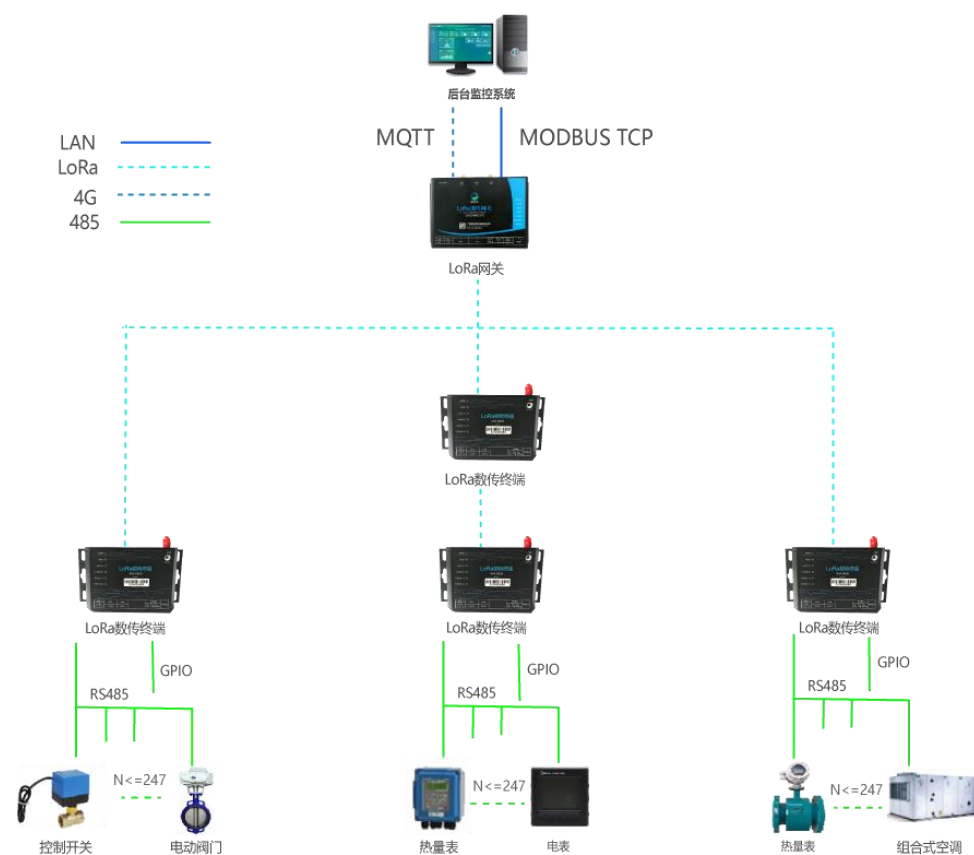 后台监控系统
MQTT
MODBUS TCP
LAN
LoRa
4G
485
LoRa网关
LoRa数传终端
LoRa数传终端
LoRa数传终端
LoRa数传终端
GPIO
GPIO
GPIO
RS485
RS485
RS485
N<=247
N<=247
N<=247
控制开关
电动阀门
热量表
电表
热量表
组合式空调